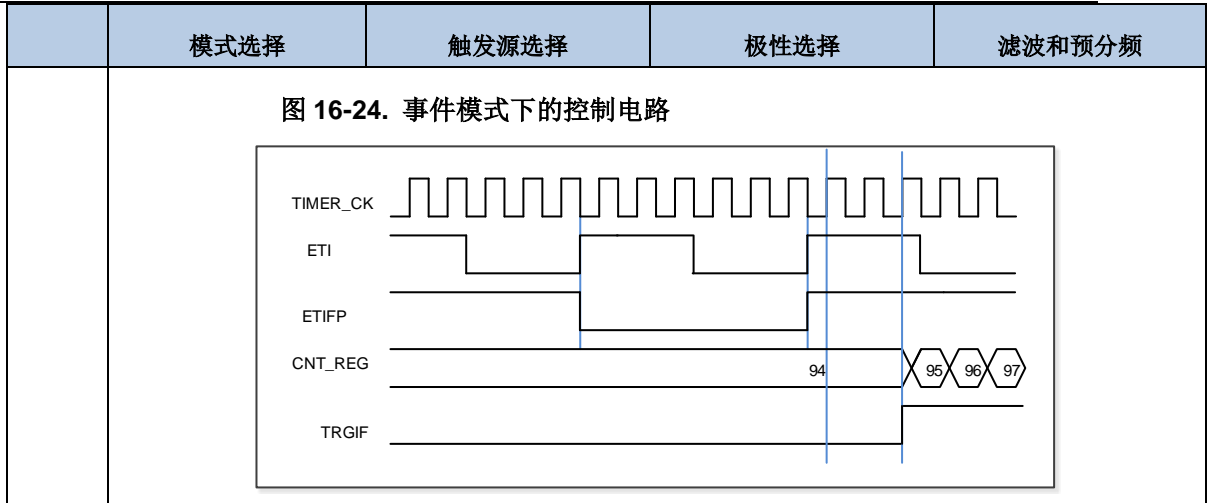 模式选择 触发源选择 极性选择 滤波和预分频
图 16-24. 事件模式下的控制电路
TIMER_CK
ETI
ETIFP
CNT_REG 94 95 96 97
TRGIF